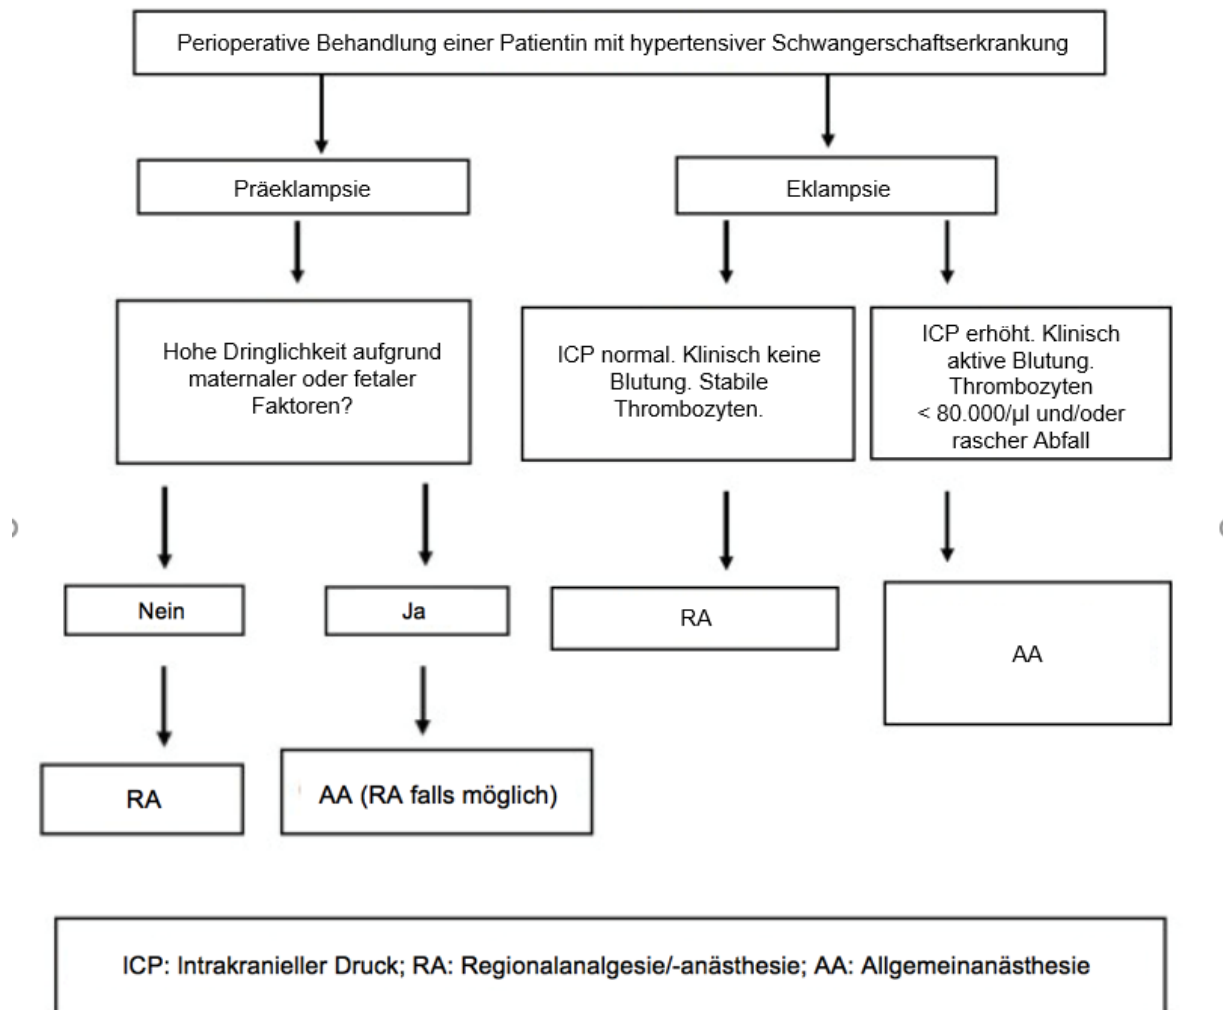 Perioperative Behandlung einer Patientin mit hypertensiver Schwangerschaftserkrankung
Präeklampsie
Eklampsie
Hohe Dringlichkeit aufgrund
maternaler oder fetaler
Faktoren?
ICP normal. Klinisch keine
Blutung. Stabile
Thrombozyten.
ICP erhöht. Klinisch
aktive Blutung.
Thrombozyten
< 80.000/µl und/oder
rascher Abfall
Nein
Ja
RA
AA
RA
AA (RA falls möglich)
ICP: Intrakranieller Druck; RA: Regionalanalgesie/-anästhesie; AA: Allgemeinanästhesie